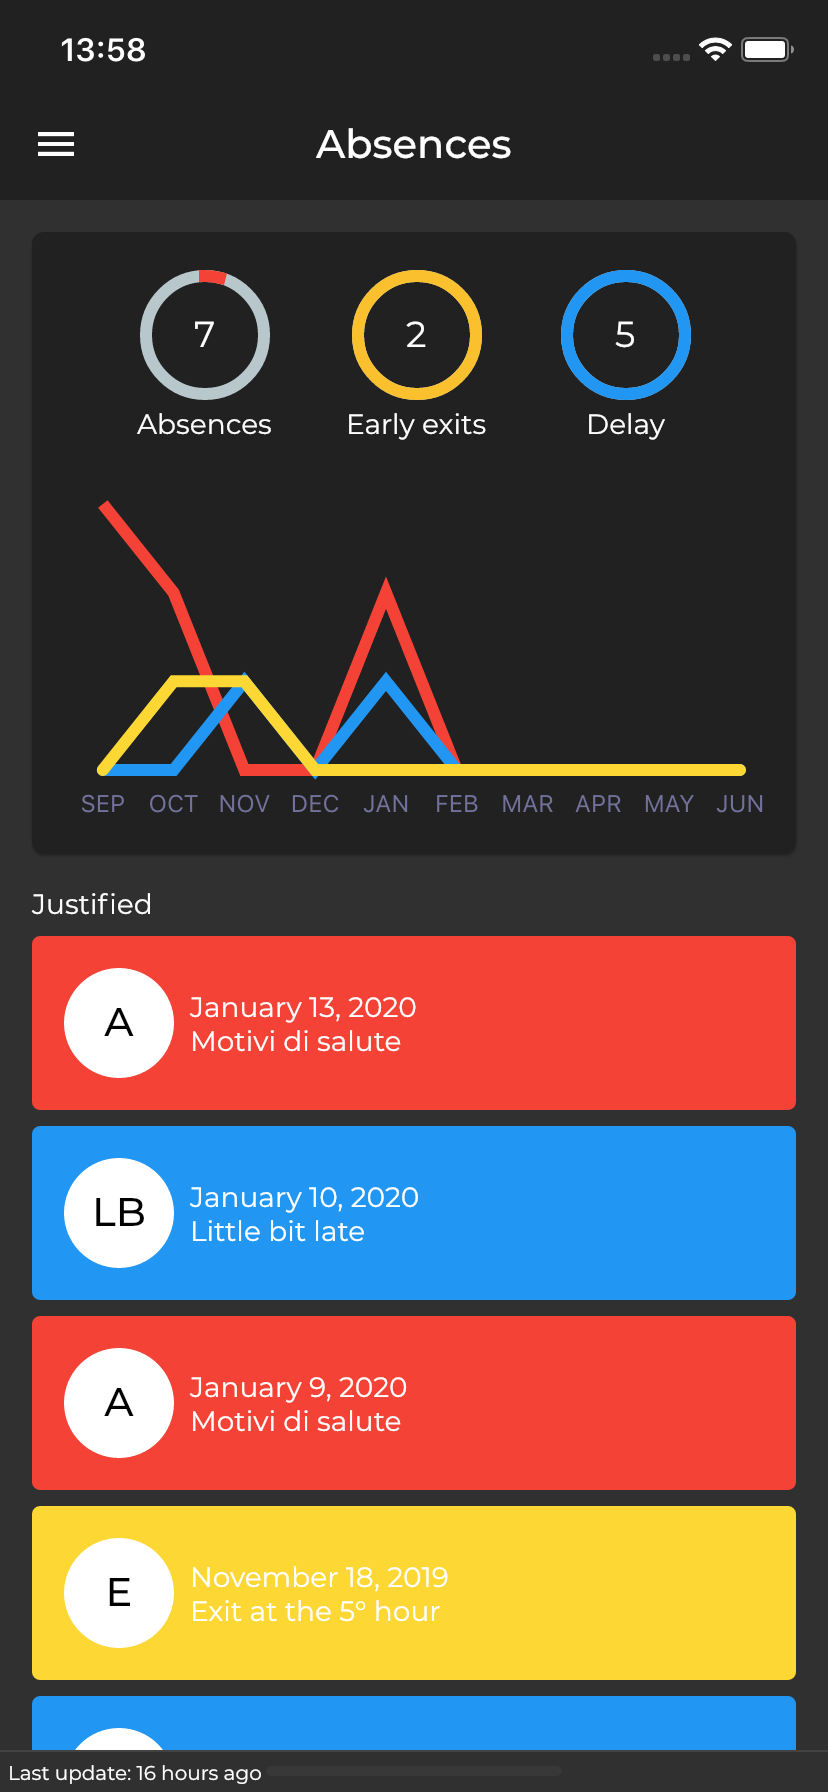 13:58
Absences
7
2
5
Absences
Early exits
Delay
SEP OCT NOV DEC JAN FEB MAR APR MAY JUN
Justified
A
January 13, 2020
Motivi di salute
LB
January 10, 2020
Little bit late
A
January 9, 2020
Motivi di salute
E
November 18, 2019
Exit at the 5° hour
Last update: 16 hours ago